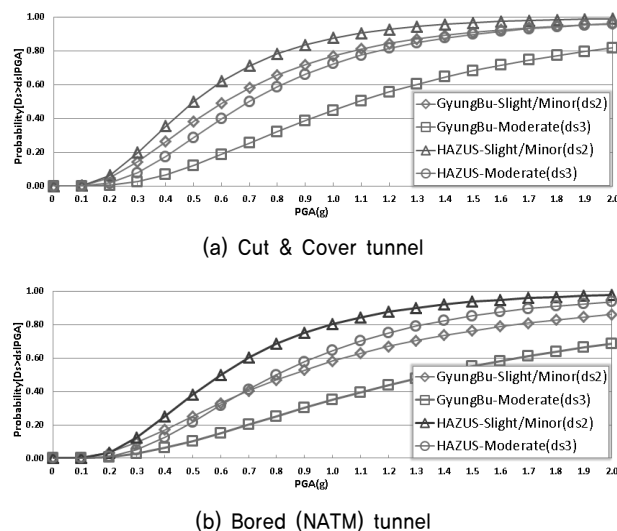 1.00
0.80
0.60
0.40
0.20
0.00
Probability[Ds>ds|PGA]
GyungBu-Slight/Minor(ds2)
GyungBu-Moderate(ds3)
HAZUS-Slight/Minor(ds2)
HAZUS-Moderate(ds3)
0 0.1 0.2 0.3 0.4 0.5 0.6 0.7 0.8 0.9 1.0 1.1 1.2 1.3 1.4 1.5 1.6 1.7 1.8 1.9 2.0
PGA(g)
(a) Cut & Cover tunnel
1.00
0.80
0.60
0.40
0.20
0.00
Probability[Ds>ds|PGA]
GyungBu-Slight/Minor(ds2)
GyungBu-Moderate(ds3)
HAZUS-Slight/Minor(ds2)
HAZUS-Moderate(ds3)
0 0.1 0.2 0.3 0.4 0.5 0.6 0.7 0.8 0.9 1.0 1.1 1.2 1.3 1.4 1.5 1.6 1.7 1.8 1.9 2.0
PGA(g)
(b) Bored (NATM) tunnel